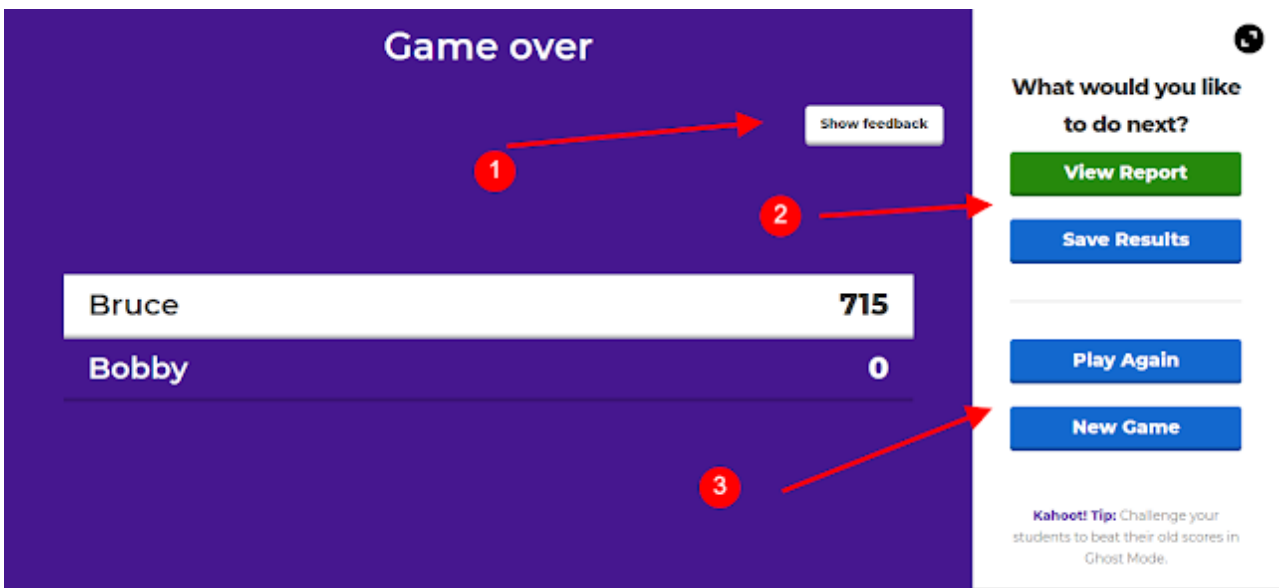 Game over
Show feedback
1
2
Bruce 715
Bobby 0
3
What would you like
to do next?
View Report
Save Results
Play Again
New Game
Kahoot! Tip: Challenge your
students to beat their old scores in
Ghost Mode.